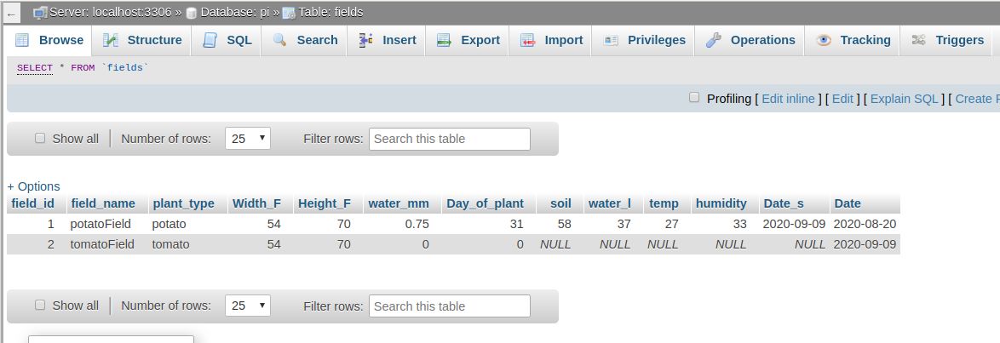 ← Server: localhost:3306 » Database: pi » Table: fields
Browse Structure SQL Search Insert Export Import Privileges Operations Tracking Triggers
SELECT * FROM `fields`
Profiling [ Edit inline ] [ Edit ] [ Explain SQL ] [ Create
Show all Number of rows: 25 Filter rows: Search this table
+ Options
field_id field_name plant_type Width_F Height_F water_mm Day_of_plant soil water_l temp humidity Date_s Date
1 potatoField potato 54 70 0.75 31 58 37 27 33 2020-09-09 2020-08-20
2 tomatoField tomato 54 70 0 0 NULL NULL NULL NULL NULL 2020-09-09
Show all Number of rows: 25 Filter rows: Search this table